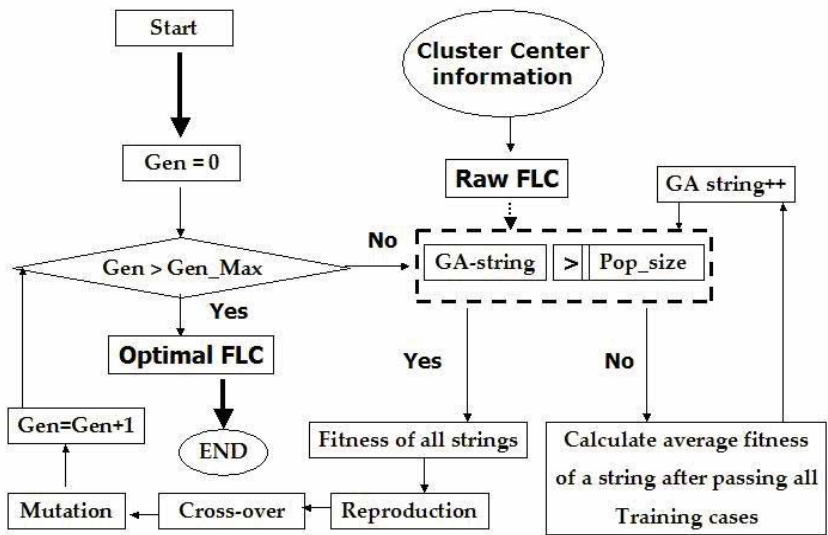 Start
Cluster Center
information
Gen = 0
Raw FLC
GA string++
No
Gen > Gen_Max
GA-string > Pop_size
Yes
Optimal FLC
Yes
No
Gen=Gen+1
END
Fitness of all strings
Calculate average fitness
of a string after passing all
Training cases
Mutation
Cross-over
Reproduction